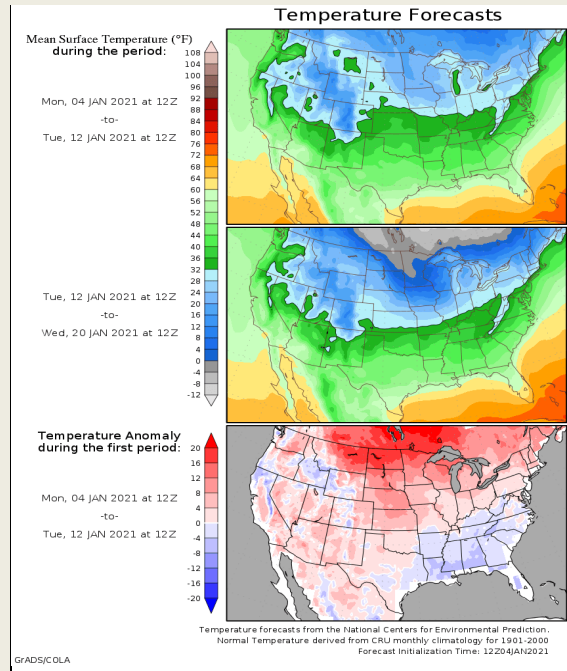 Temperature Forecasts
Mean Surface Temperature (°F)
during the period:
Mon, 04 JAN 2021 at 12Z
-to-
Tue, 12 JAN 2021 at 12Z
108
104
100
96
92
88
84
80
76
72
68
64
60
56
52
48
44
40
36
32
28
24
20
16
12
8
4
0
-4
-8
-12
Tue, 12 JAN 2021 at 12Z
-to-
Wed, 20 JAN 2021 at 12Z
Temperature Anomaly
during the first period:
Mon, 04 JAN 2021 at 12Z
-to-
Tue, 12 JAN 2021 at 12Z
20
16
12
8
4
0
-4
-8
-12
-16
-20
Temperature forecasts from the National Centers for Environmental Prediction.
Normal Temperature derived from CRU monthly climatology for 1901-2000
Forecast Initialization Time: 12Z04JAN2021
GrADS/COLA